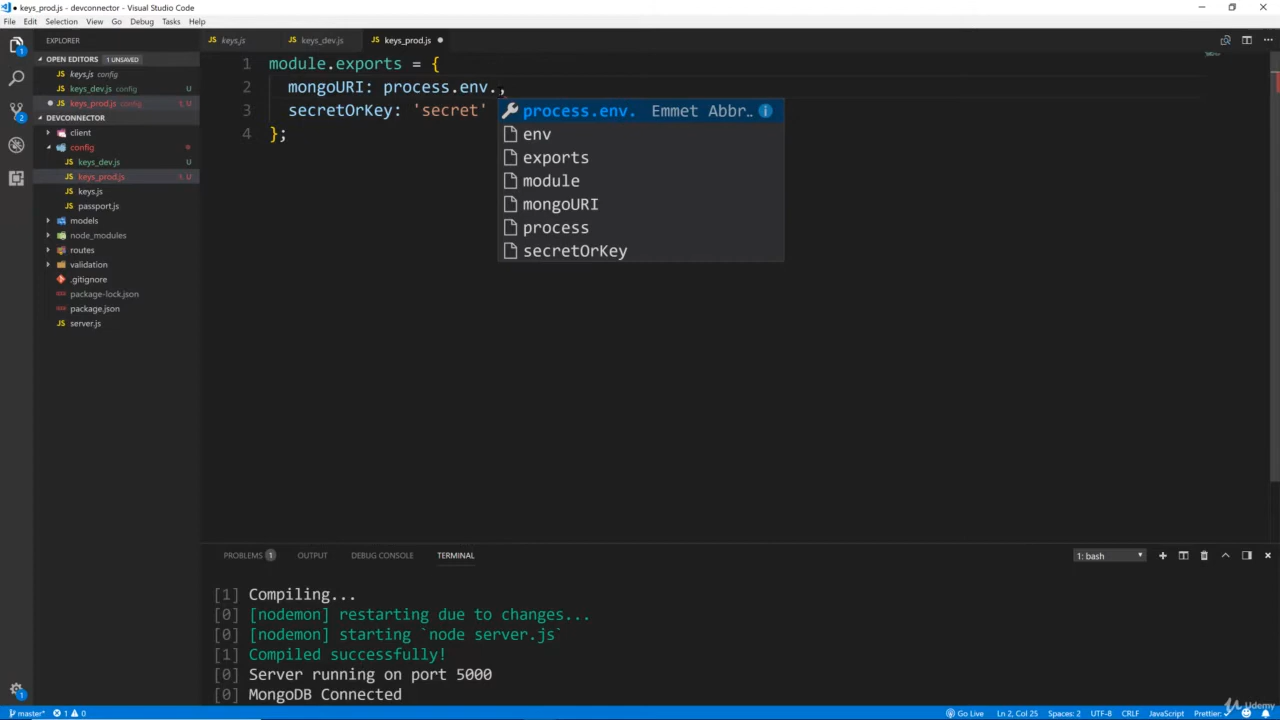 keys_prod.js - devconnector - Visual Studio Code
File Edit Selection View Go Debug Tasks Help
EXPLORER
keys.js
keys_dev.js
keys_prod.js
OPEN EDITORS 1 UNSAVED
keys.js config
keys_dev.js config U
keys_prod.js config 1, U
DEVCONNECTOR
client
config
keys_dev.js U
keys_prod.js 1, U
keys.js
passport.js
models
node_modules
routes
validation
.gitignore
package-lock.json
package.json
server.js
1 module.exports = {
2 mongoURI: process.env.,
3 secretOrKey: 'secret'
4 };
process.env. Emmet Abbr..
env
exports
module
mongoURI
process
secretOrKey
PROBLEMS 1 OUTPUT DEBUG CONSOLE TERMINAL
1: bash
[1] Compiling...
[0] [nodemon] restarting due to changes...
[0] [nodemon] starting `node server.js`
[1] Compiled successfully!
[0] Server running on port 5000
[0] MongoDB Connected
master* 1 0
Go Live Ln 2, Col 25 Spaces: 2 UTF-8 CRLF JavaScript Prettier: ✓
Udemy